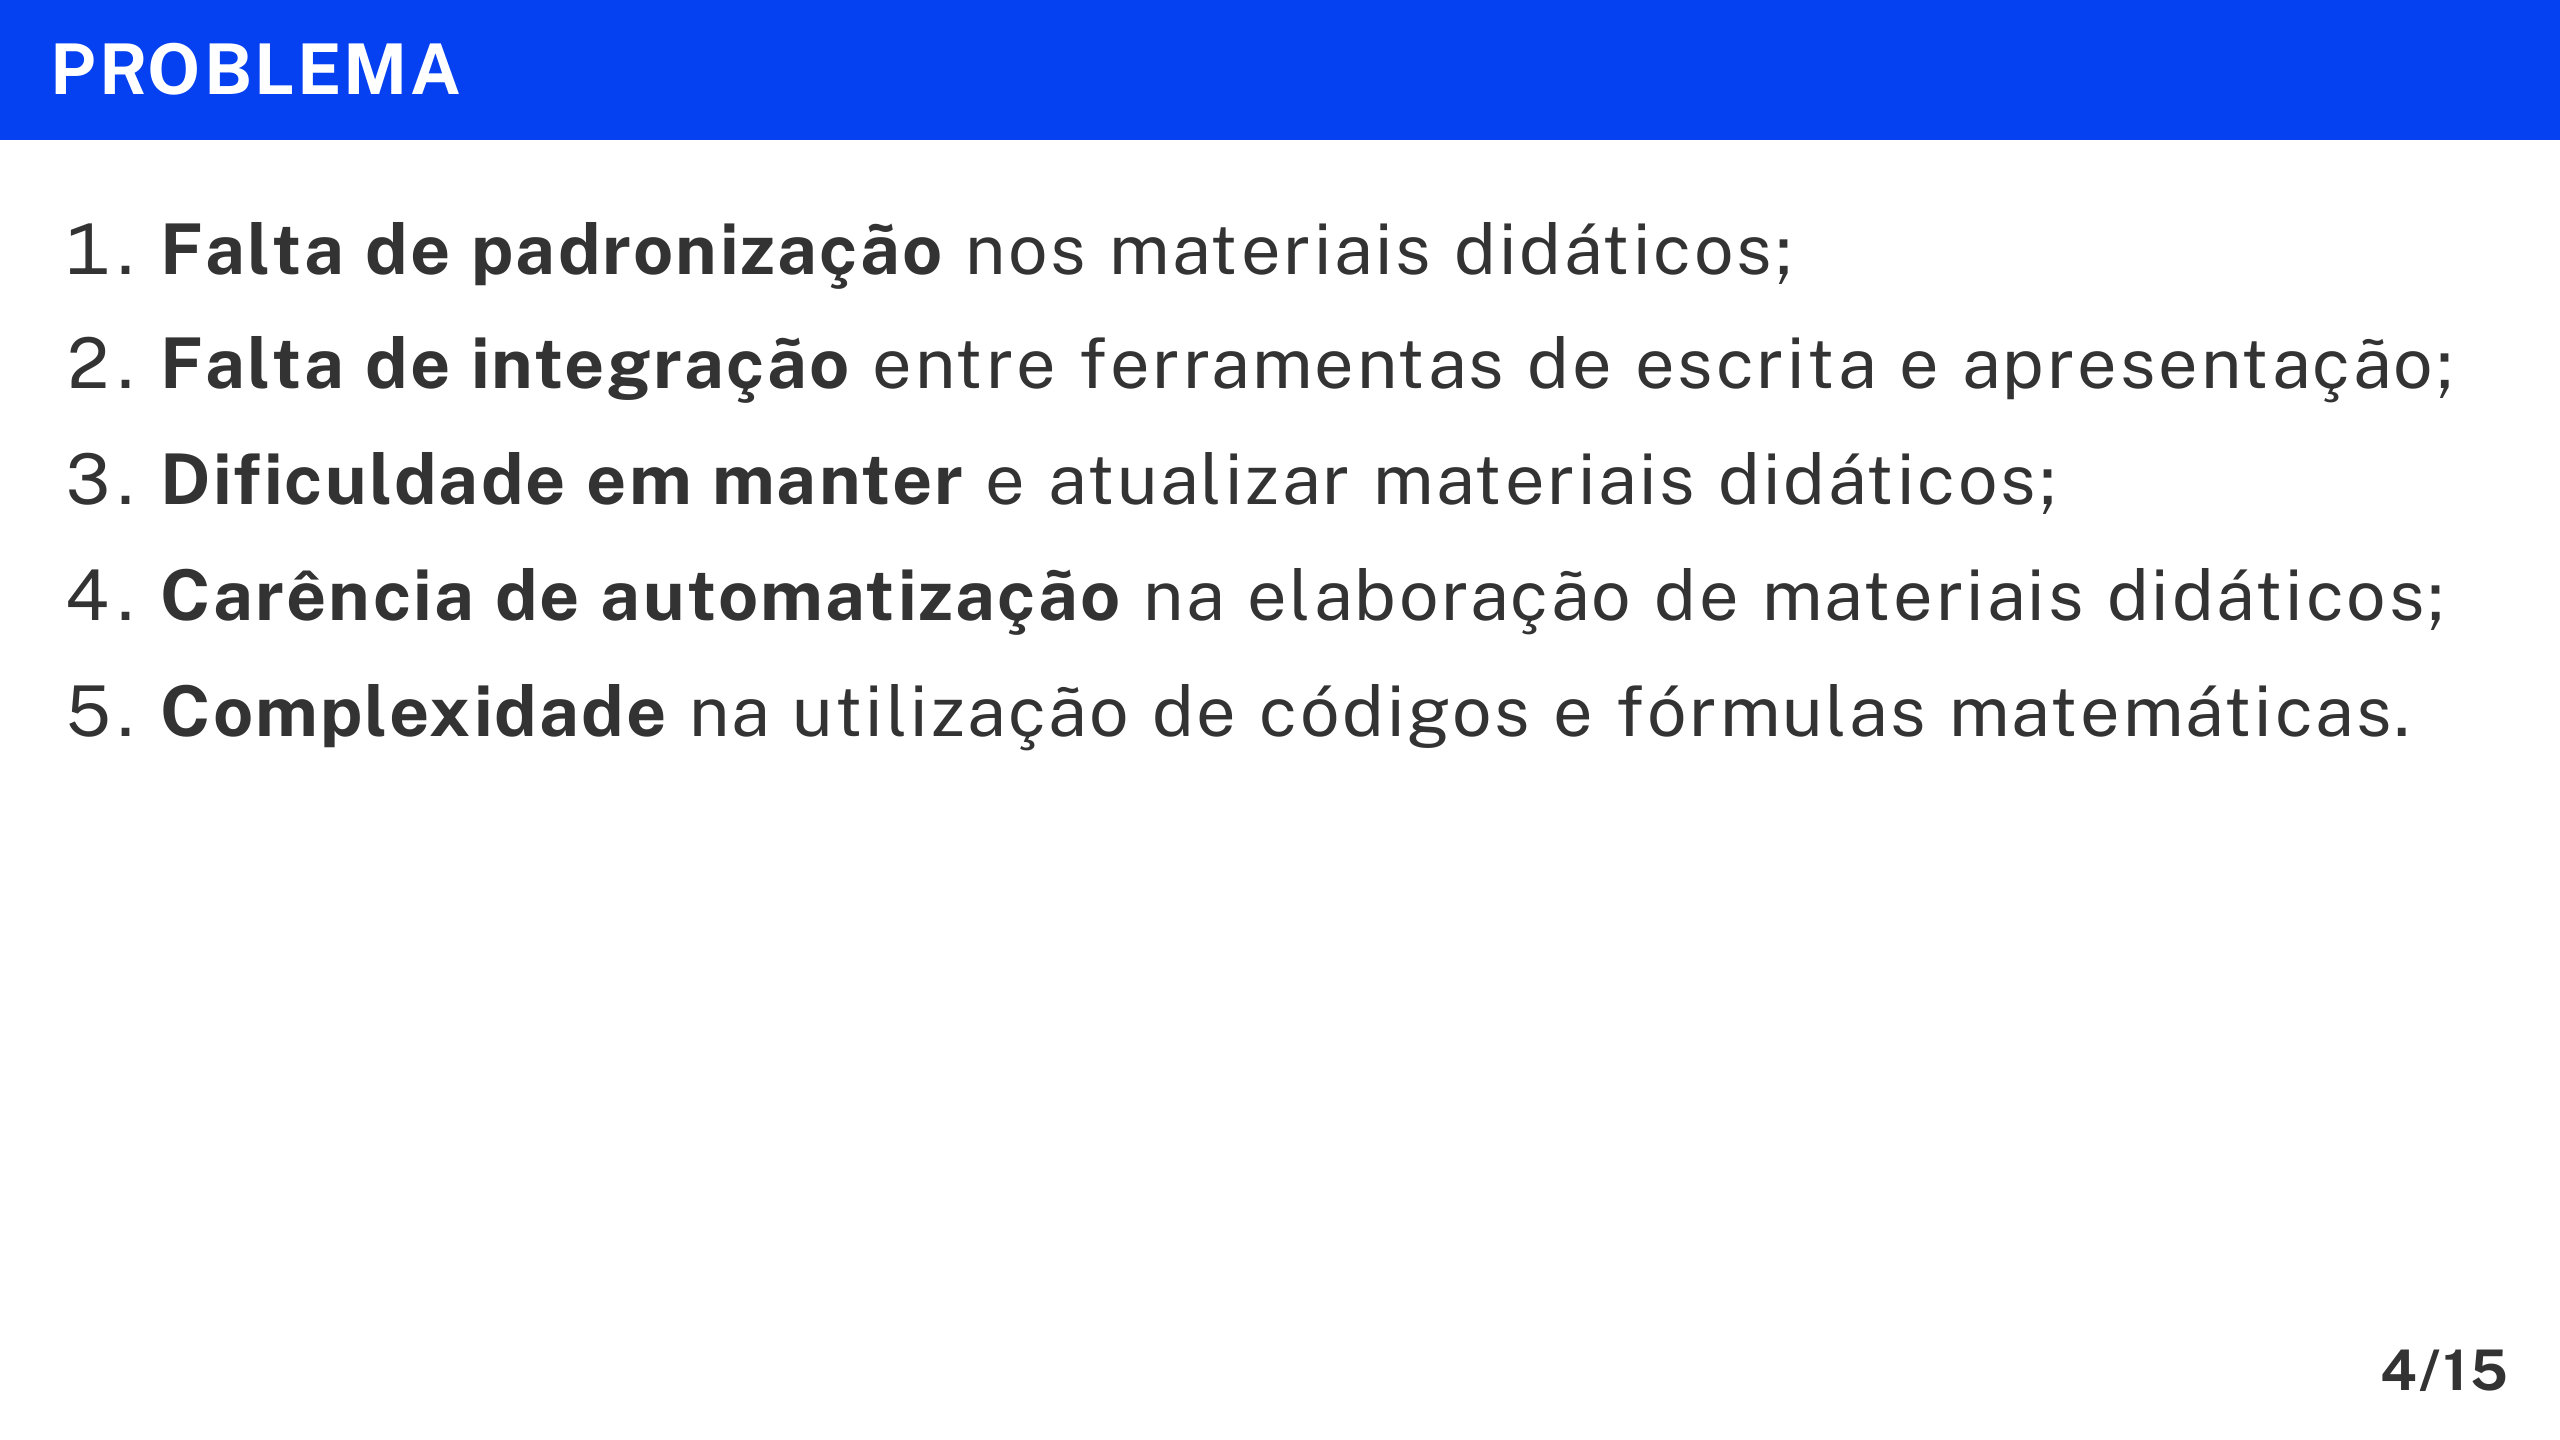 PROBLEMA
1. Falta de padronização nos materiais didáticos;
2. Falta de integração entre ferramentas de escrita e apresentação;
3. Dificuldade em manter e atualizar materiais didáticos;
4. Carência de automatização na elaboração de materiais didáticos;
5. Complexidade na utilização de códigos e fórmulas matemáticas.
4/15